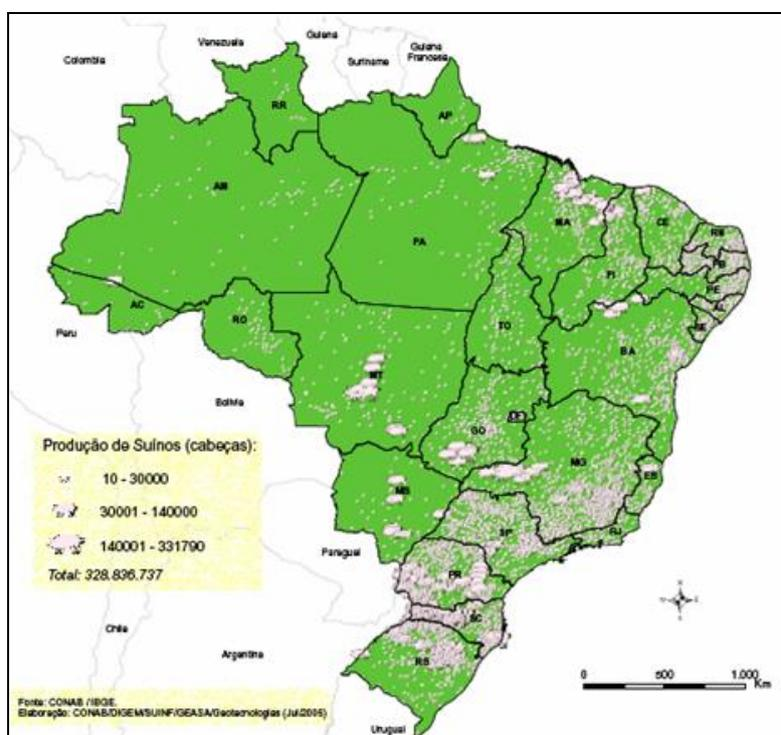 Guiana
Venezuela
Guiana
Francesa
Colombia
Suriname
RR
AP
AM
PA
MA
CE
RN
PB
PI
PE
AL
AC
SE
TO
RO
Peru
BA
MT
Bolivia
GO
DF
Produção de Suínos (cabeças):
10 - 30000
30001 - 140000
140001 - 331790
Total: 328.836.737
MG
ES
MS
SP
RJ
Paraguai
PR
SC
Chile
Argentina
RS
0 500 1.000
Km
Fonte: CONAB / IBGE.
Elaboração: CONAB/DIGEM/SUINF/GEASA/Geotecnologias (Jul/2005)
Uruguai